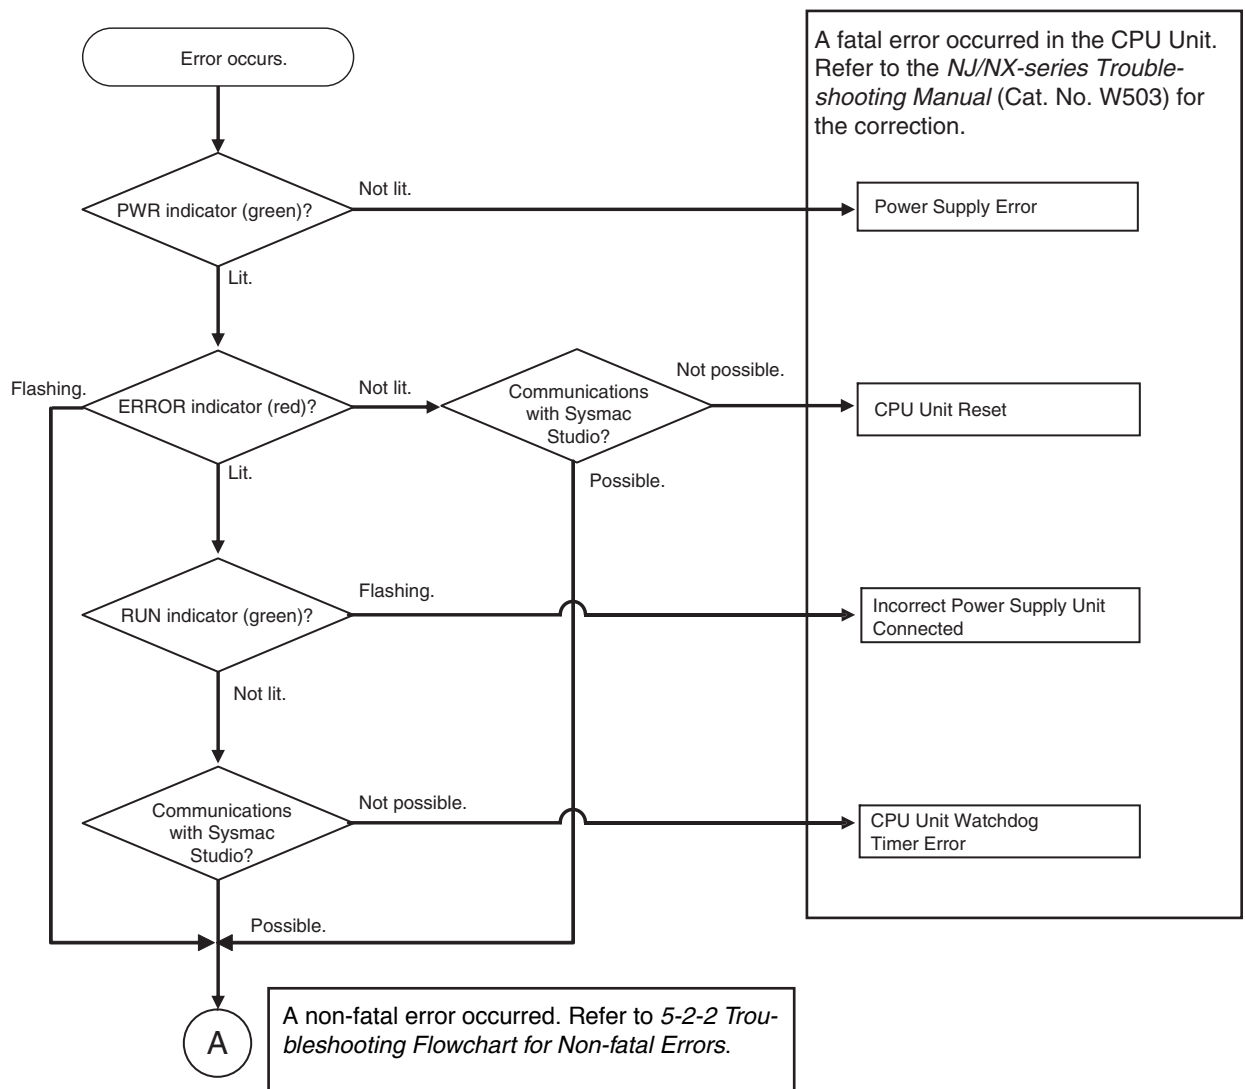 Error occurs.
A fatal error occurred in the CPU Unit.
Refer to the NJ/NX-series Trouble-
shooting Manual (Cat. No. W503) for
the correction.
PWR indicator (green)?
Not lit.
Power Supply Error
Lit.
Flashing.
ERROR indicator (red)?
Not lit.
Communications
with Sysmac
Studio?
Not possible.
CPU Unit Reset
Lit.
Possible.
RUN indicator (green)?
Flashing.
Incorrect Power Supply Unit
Connected
Not lit.
Communications
with Sysmac
Studio?
Not possible.
CPU Unit Watchdog
Timer Error
Possible.
A
A non-fatal error occurred. Refer to 5-2-2 Trou-
bleshooting Flowchart for Non-fatal Errors.